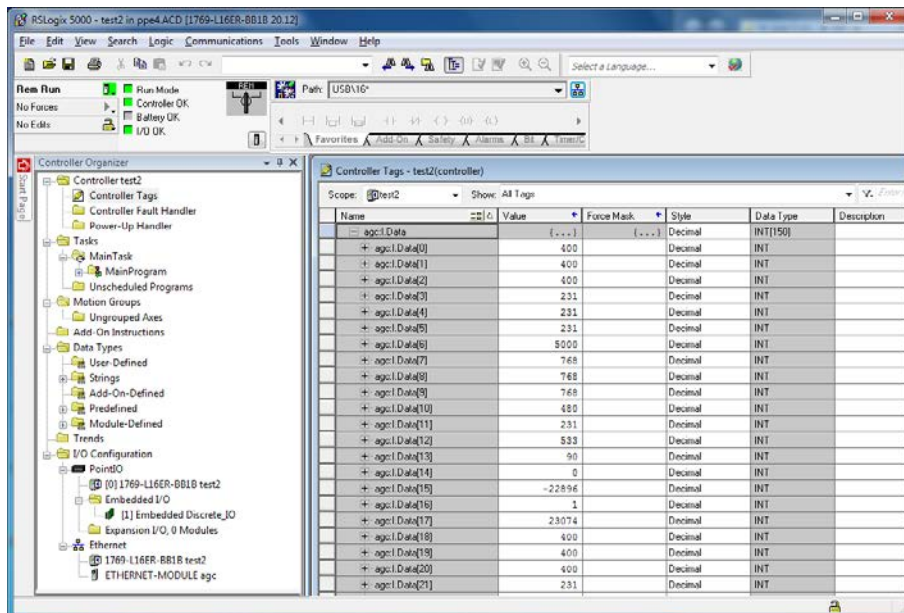 RSLogix 5000 - test2 in ppe4.ACD [1769-L16ER-BB1B 20.12]
File Edit View Search Logic Communications Tools Window Help
Select a Language...
Rem Run
Run Mode
No Forces
Controller OK
Battery OK
No Edits
I/O OK
REM
Path: USB\16*
Favorites Add-On Safety Alarms Bit Timer/C
Start Page
Controller Organizer
Controller test2
Controller Tags
Controller Fault Handler
Power-Up Handler
Tasks
MainTask
MainProgram
Unscheduled Programs
Motion Groups
Ungrouped Axes
Add-On Instructions
Data Types
User-Defined
Strings
Add-On-Defined
Predefined
Module-Defined
Trends
I/O Configuration
PointIO
[0] 1769-L16ER-BB1B test2
Embedded I/O
[1] Embedded Discrete_IO
Expansion I/O, 0 Modules
Ethernet
1769-L16ER-BB1B test2
ETHERNET-MODULE agc
Controller Tags - test2(controller)
Scope: test2 Show: All Tags
Name Value Force Mask Style Data Type Description
agc:I.Data {...} {...} Decimal INT[150]
agc:I.Data[0] 400 Decimal INT
agc:I.Data[1] 400 Decimal INT
agc:I.Data[2] 400 Decimal INT
agc:I.Data[3] 231 Decimal INT
agc:I.Data[4] 231 Decimal INT
agc:I.Data[5] 231 Decimal INT
agc:I.Data[6] 5000 Decimal INT
agc:I.Data[7] 768 Decimal INT
agc:I.Data[8] 768 Decimal INT
agc:I.Data[9] 768 Decimal INT
agc:I.Data[10] 480 Decimal INT
agc:I.Data[11] 231 Decimal INT
agc:I.Data[12] 533 Decimal INT
agc:I.Data[13] 90 Decimal INT
agc:I.Data[14] 0 Decimal INT
agc:I.Data[15] -22896 Decimal INT
agc:I.Data[16] 1 Decimal INT
agc:I.Data[17] 23074 Decimal INT
agc:I.Data[18] 400 Decimal INT
agc:I.Data[19] 400 Decimal INT
agc:I.Data[20] 400 Decimal INT
agc:I.Data[21] 231 Decimal INT